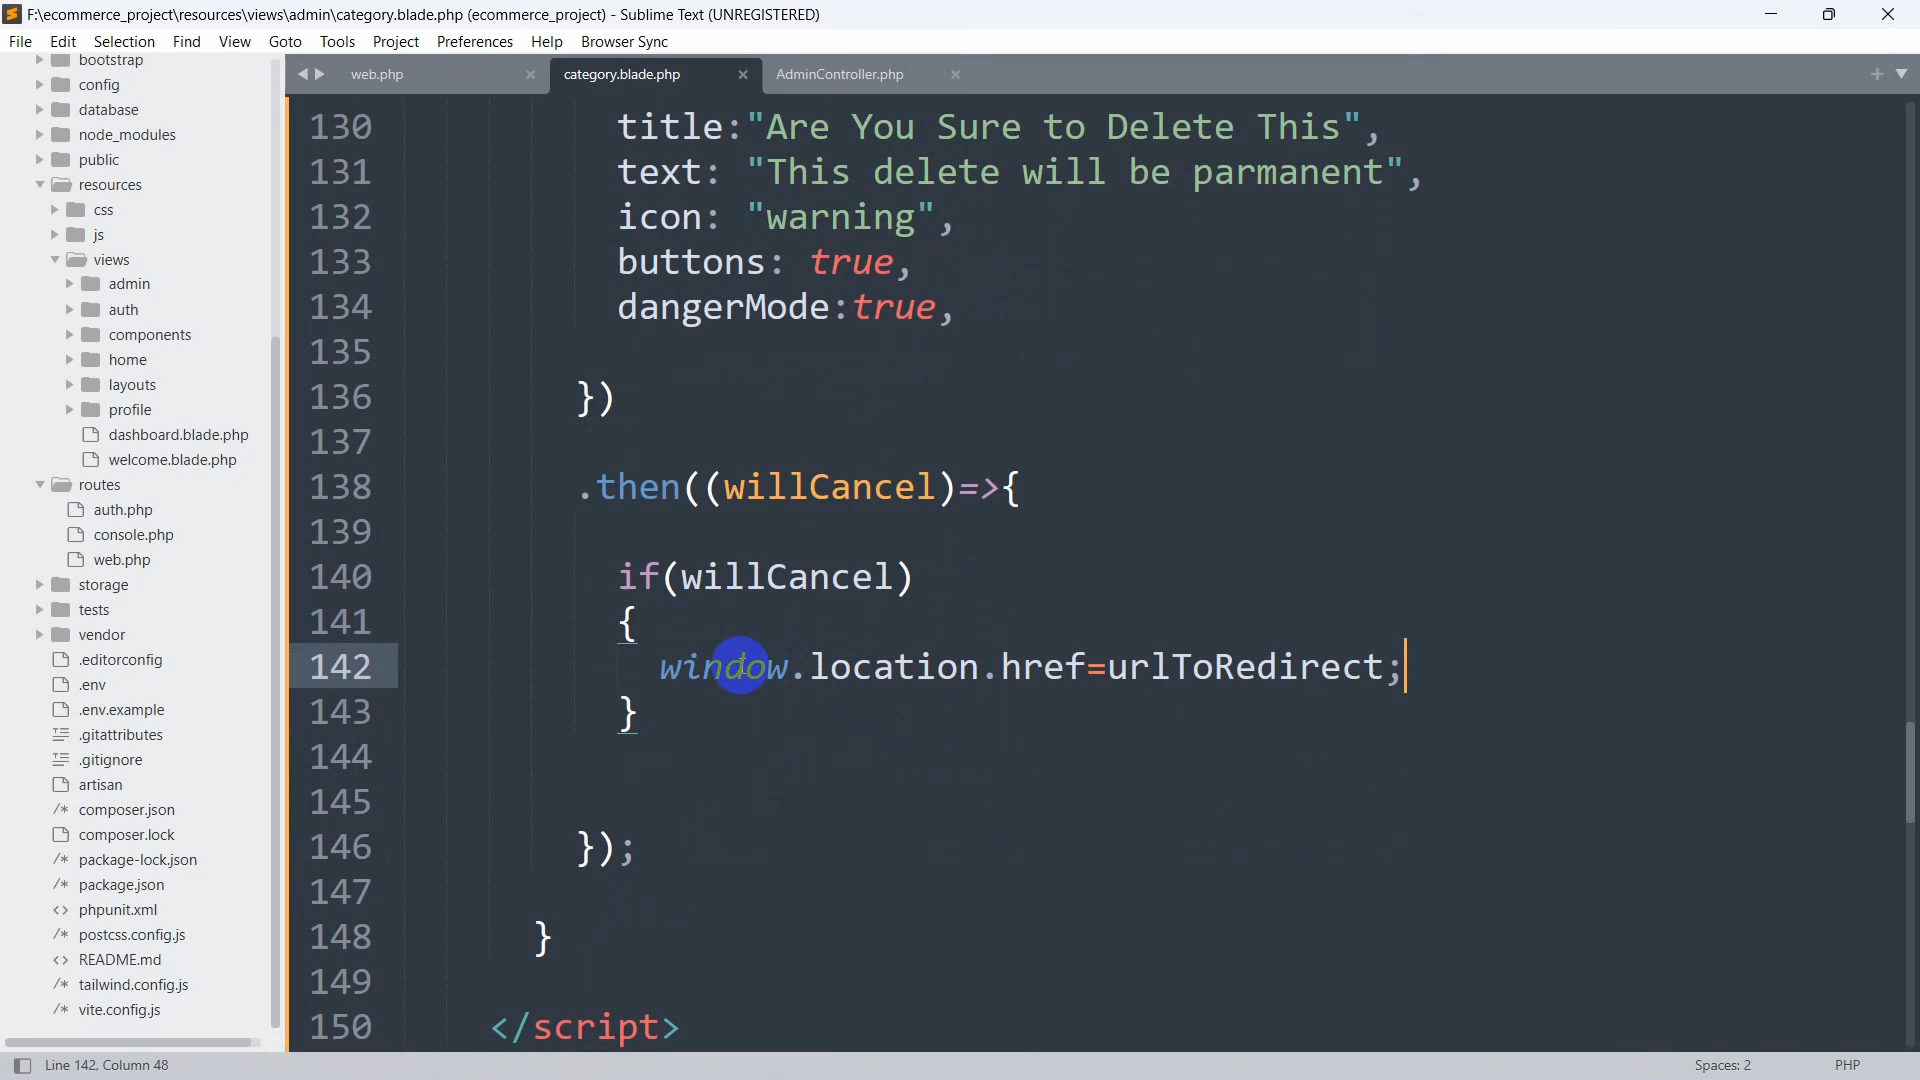 F:\ecommerce_project\resources\views\admin\category.blade.php (ecommerce_project) - Sublime Text (UNREGISTERED)
File Edit Selection Find View Goto Tools Project Preferences Help Browser Sync
bootstrap
config
database
node_modules
public
resources
css
js
views
admin
auth
components
home
layouts
profile
dashboard.blade.php
welcome.blade.php
routes
auth.php
console.php
web.php
storage
tests
vendor
.editorconfig
.env
.env.example
.gitattributes
.gitignore
artisan
/* composer.json
composer.lock
/* package-lock.json
/* package.json
<> phpunit.xml
/* postcss.config.js
<> README.md
/* tailwind.config.js
/* vite.config.js
web.php category.blade.php AdminController.php
130 title:"Are You Sure to Delete This",
131 text: "This delete will be parmanent",
132 icon: "warning",
133 buttons: true,
134 dangerMode:true,
135
136 })
137
138 .then((willCancel)=>{
139
140 if(willCancel)
141 {
142 window.location.href=urlToRedirect;
143 }
144
145
146 });
147
148 }
149
150 </script>
Line 142, Column 48 Spaces: 2 PHP